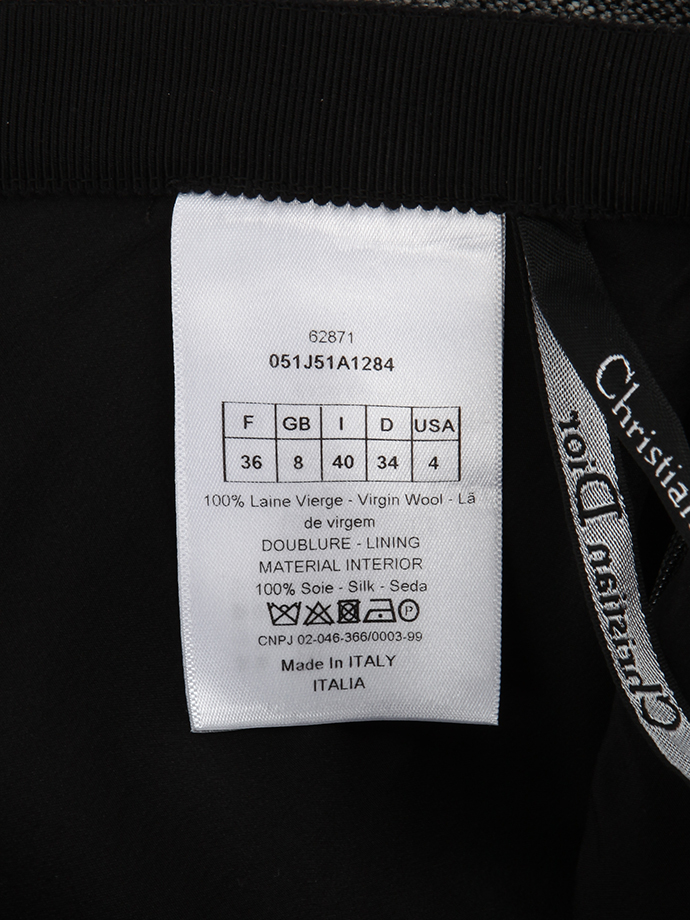 62871
051J51A1284
F GB I D USA
36 8 40 34 4
100% Laine Vierge - Virgin Wool - Lã
de virgem
DOUBLURE - LINING
MATERIAL INTERIOR
100% Soie - Silk - Seda
P
CNPJ 02-046-366/0003-99
Made In ITALY
ITALIA
Christian
Christian Dior